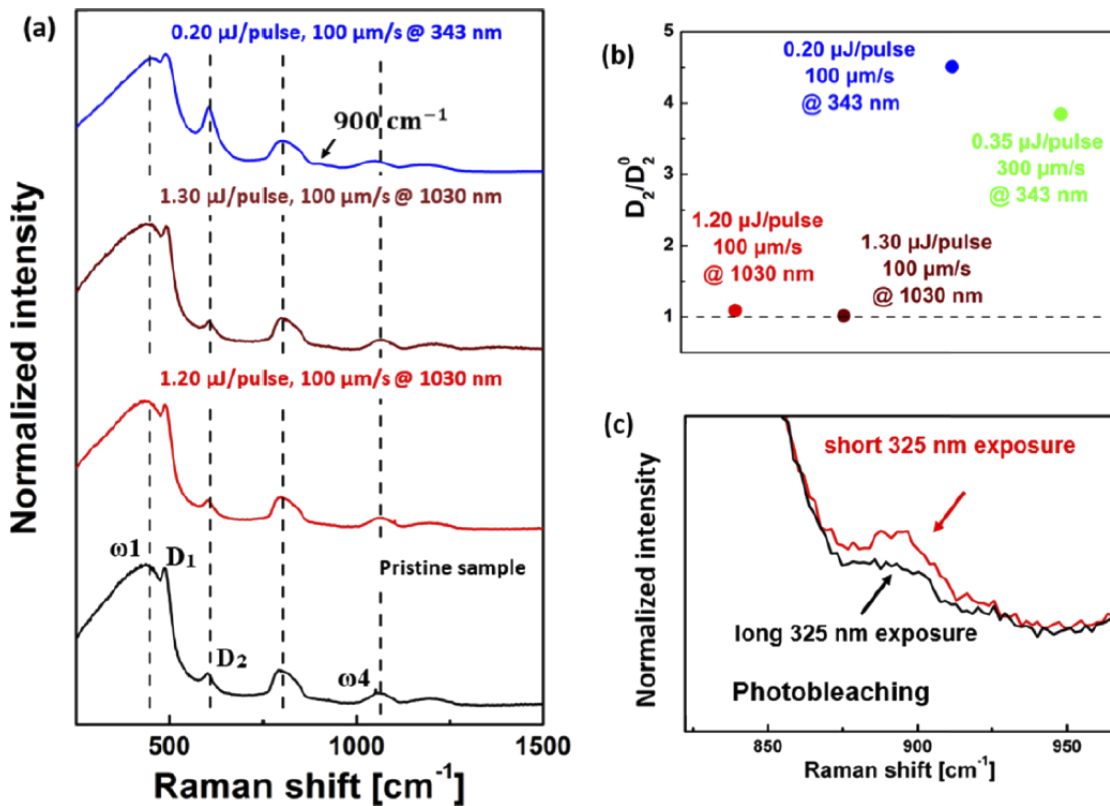 (a)
0.20 µJ/pulse, 100 µm/s @ 343 nm
900 cm⁻¹
1.30 µJ/pulse, 100 µm/s @ 1030 nm
1.20 µJ/pulse, 100 µm/s @ 1030 nm
ω1
D₁
Pristine sample
D₂
ω4
Normalized intensity
500
1000
1500
Raman shift [cm⁻¹]
(b)
5
4
3
2
1
D₂/D₂⁰
0.20 µJ/pulse
100 µm/s
@ 343 nm
0.35 µJ/pulse
300 µm/s
@ 343 nm
1.20 µJ/pulse
100 µm/s
@ 1030 nm
1.30 µJ/pulse
100 µm/s
@ 1030 nm
(c)
short 325 nm exposure
long 325 nm exposure
Photobleaching
Normalized intensity
850
900
950
Raman shift [cm⁻¹]